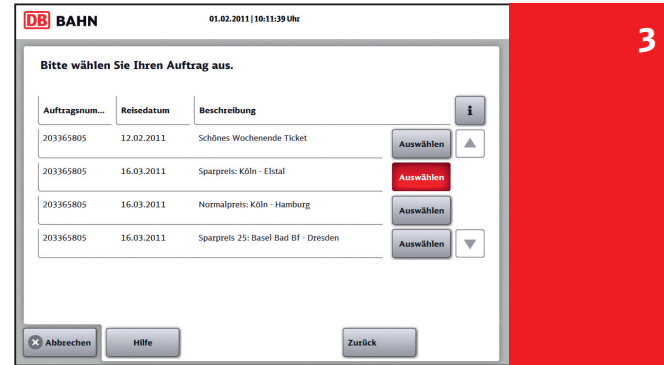 DB BAHN 01.02.2011 | 10:11:39 Uhr
3
Bitte wählen Sie Ihren Auftrag aus.
Auftragsnum... Reisedatum Beschreibung i
203365805 12.02.2011 Schönes Wochenende Ticket Auswählen
203365805 16.03.2011 Sparpreis: Köln - Elstal Auswählen
203365805 16.03.2011 Normalpreis: Köln - Hamburg Auswählen
203365805 16.03.2011 Sparpreis 25: Basel Bad Bf - Dresden Auswählen
Abbrechen Hilfe Zurück